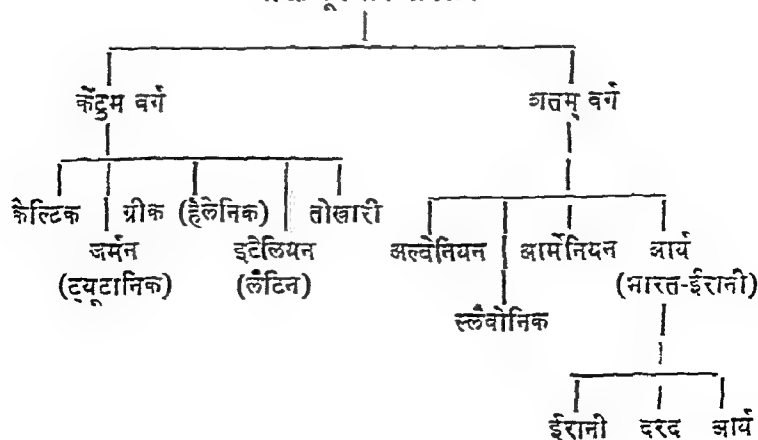 केंटुम वर्ग शतम् वर्ग
कैल्टिक ग्रीक (हैलेनिक) तोखारी
जर्मन इटेलियन अल्वेनियन आर्मेनियन आर्य
(ट्यूटानिक) (लैटिन) (भारत-ईरानी)
स्लैवोनिक
ईरानी दरद आर्य